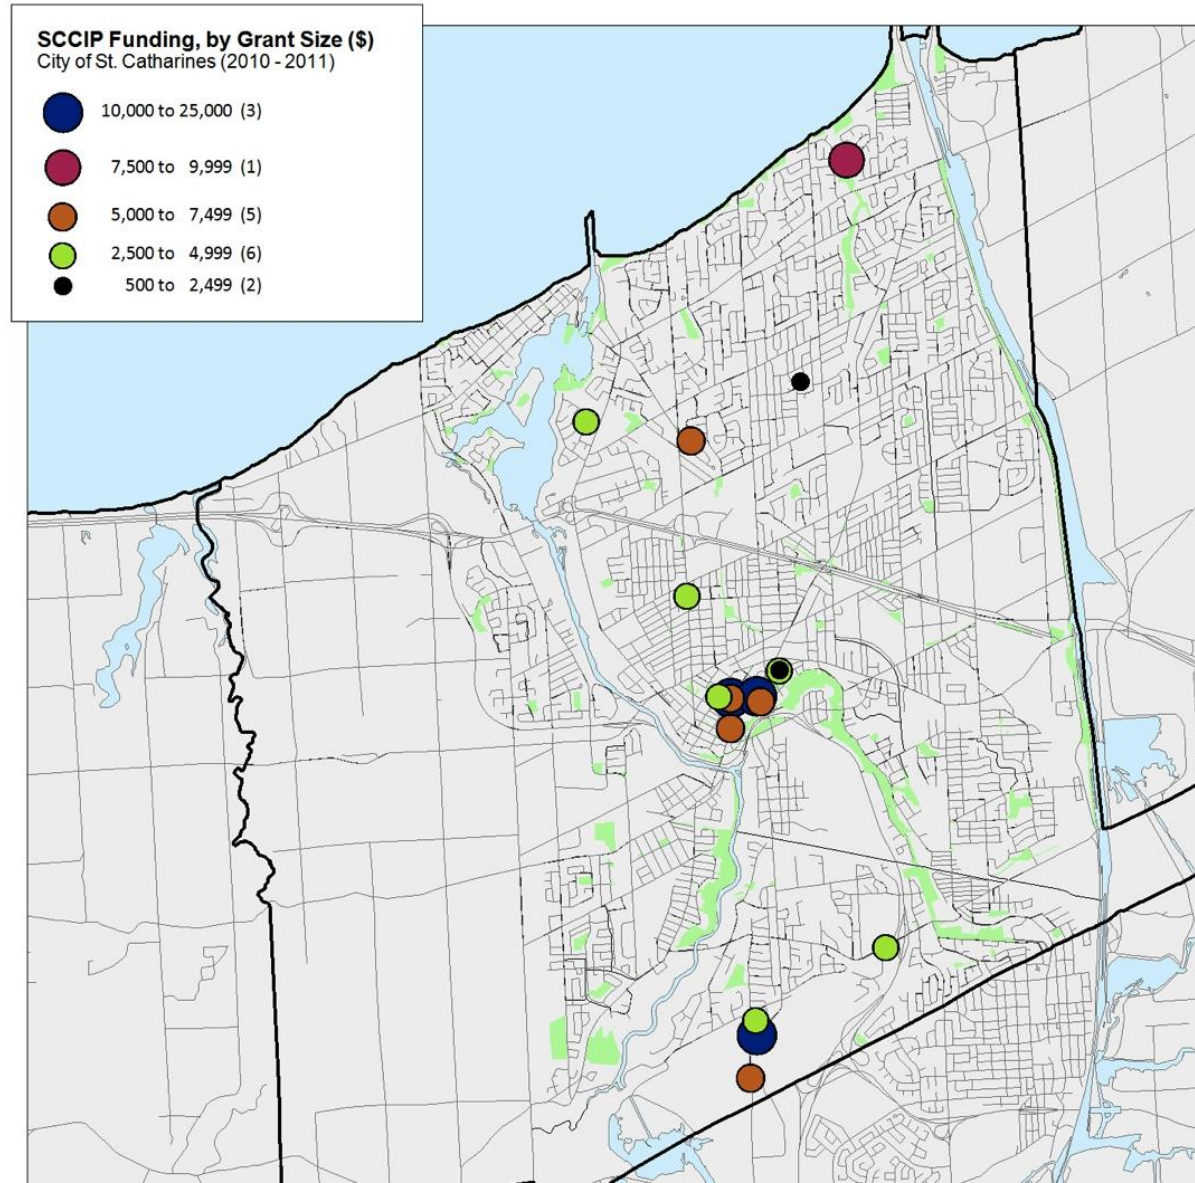 SCCIP Funding, by Grant Size ($)
City of St. Catharines (2010 - 2011)
10,000 to 25,000 (3)
7,500 to 9,999 (1)
5,000 to 7,499 (5)
2,500 to 4,999 (6)
500 to 2,499 (2)